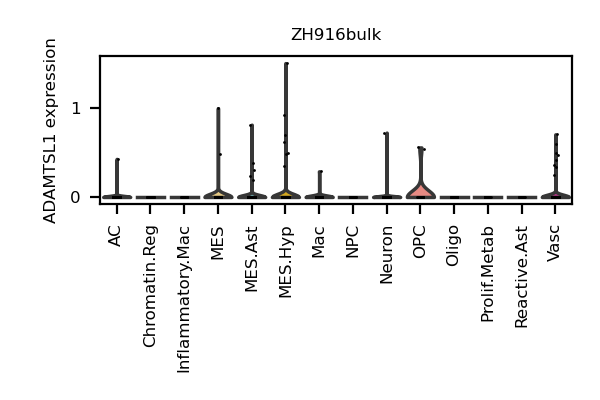 ZH916bulk
ADAMTSL1 expression
1
0
AC
Chromatin.Reg
Inflammatory.Mac
MES
MES.Ast
MES.Hyp
Mac
NPC
Neuron
OPC
Oligo
Prolif.Metab
Reactive.Ast
Vasc